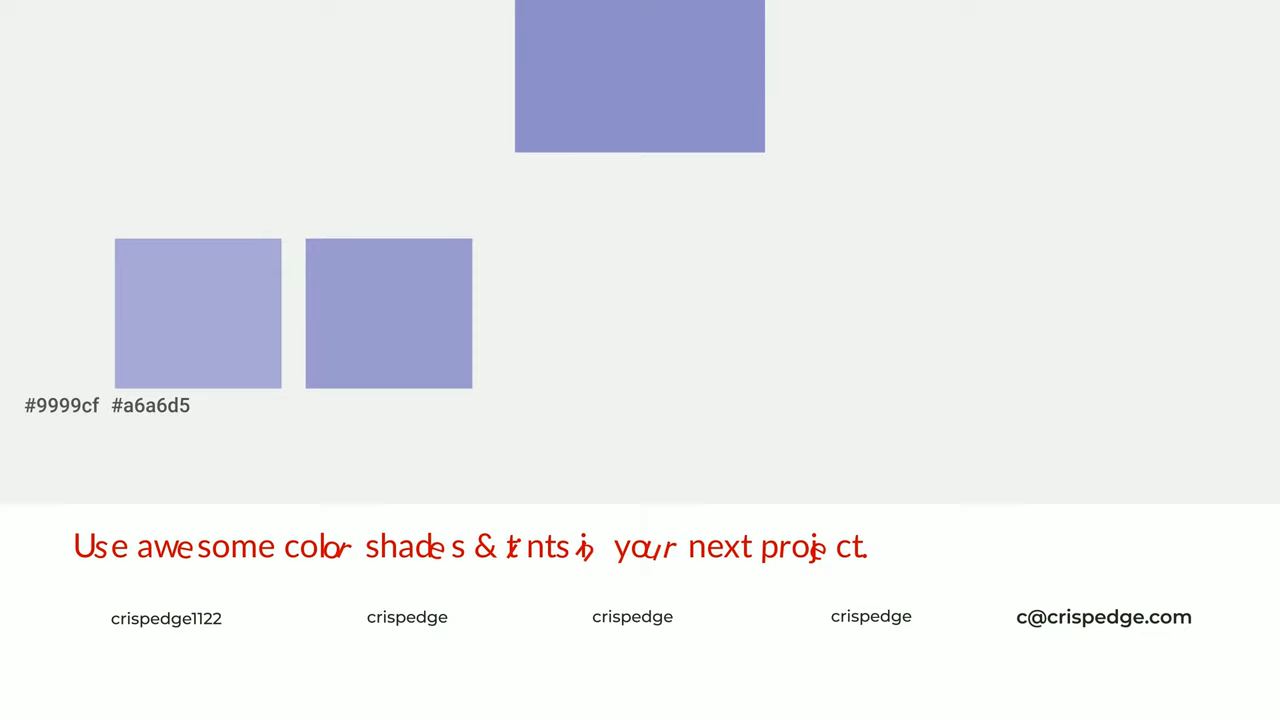 #9999cf #a6a6d5
Use awesome color shades & tints in your next project.
crispedge1122 crispedge crispedge crispedge c@crispedge.com